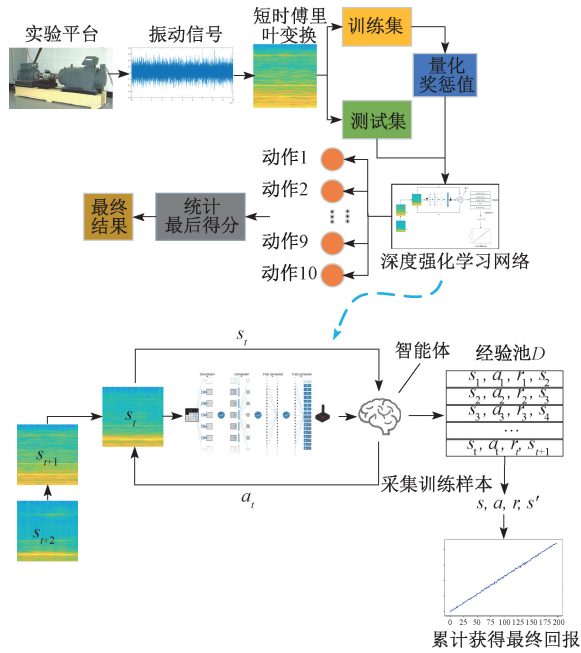 实验平台
振动信号
短时傅里
叶变换
训练集
量化
奖惩值
测试集
动作1
动作2
动作9
动作10
统计
最后得分
最终
结果
深度强化学习网络
s_t
智能体
经验池D
s_1, a_1, r_1, s_2
s_2, a_2, r_2, s_3
s_3, a_3, r_3, s_4
…
s_t, a_t, r_t, s_{t+1}
s_t
s_{t+1}
s_{t+2}
a_t
采集训练样本
s, a, r, s′
0 25 50 75 100 125 150 175 200
累计获得最终回报